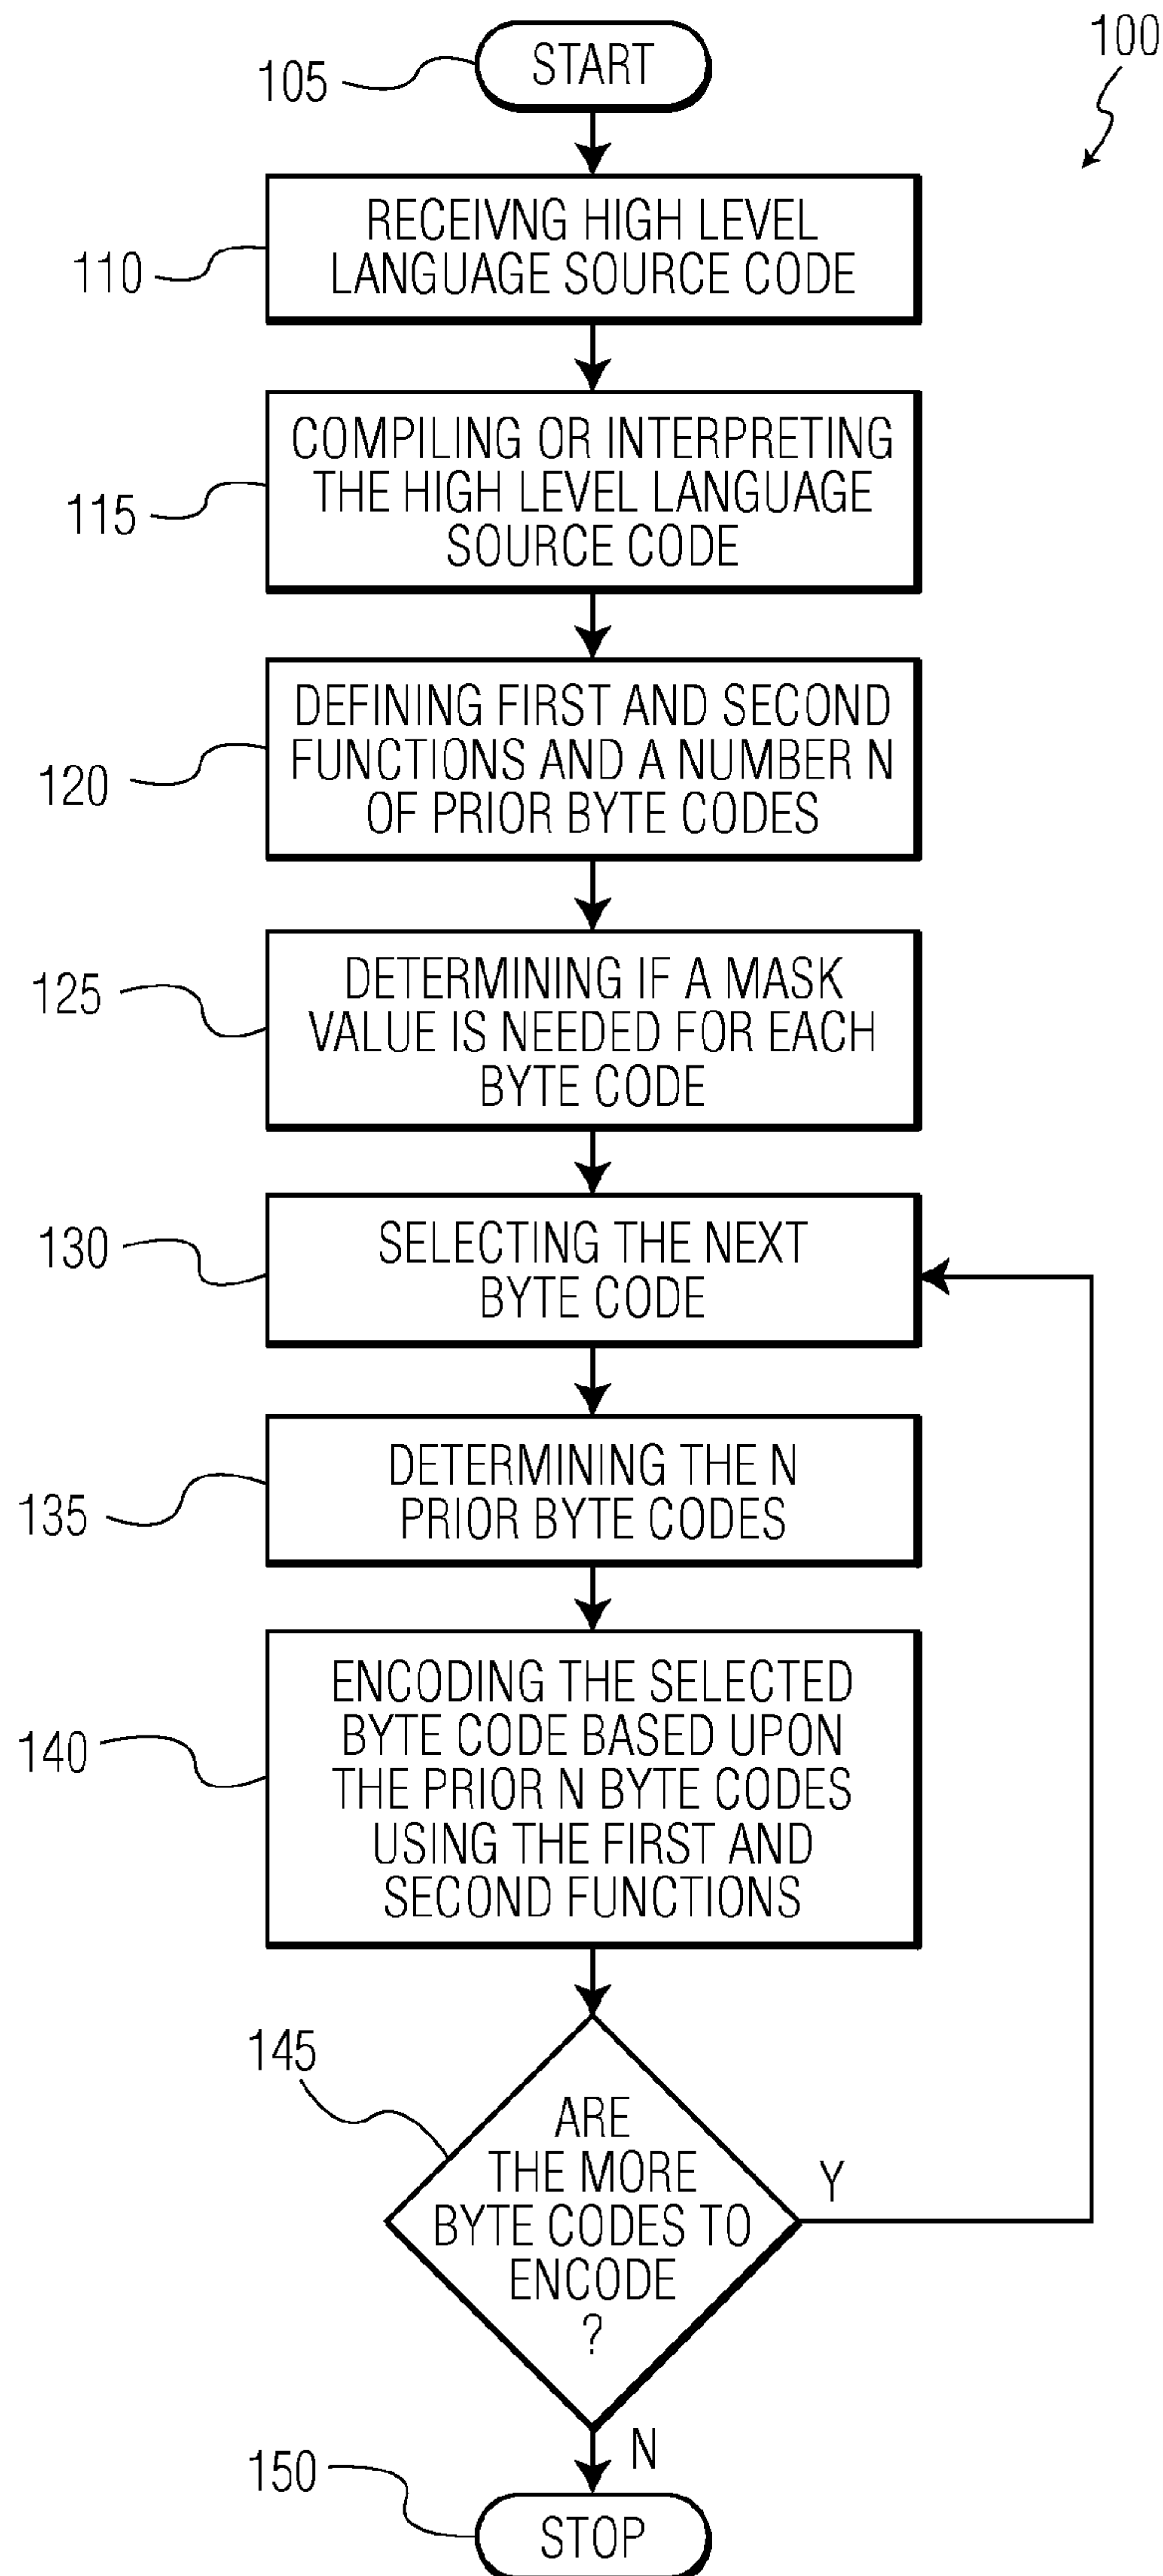 100
START
105
RECEIVNG HIGH LEVEL
LANGUAGE SOURCE CODE
110
COMPILING OR INTERPRETING
THE HIGH LEVEL LANGUAGE
SOURCE CODE
115
DEFINING FIRST AND SECOND
FUNCTIONS AND A NUMBER N
OF PRIOR BYTE CODES
120
DETERMINING IF A MASK
VALUE IS NEEDED FOR EACH
BYTE CODE
125
SELECTING THE NEXT
BYTE CODE
130
DETERMINING THE N
PRIOR BYTE CODES
135
ENCODING THE SELECTED
BYTE CODE BASED UPON
THE PRIOR N BYTE CODES
USING THE FIRST AND
SECOND FUNCTIONS
140
145
ARE
THE MORE
BYTE CODES TO
ENCODE
?
Y
N
150
STOP